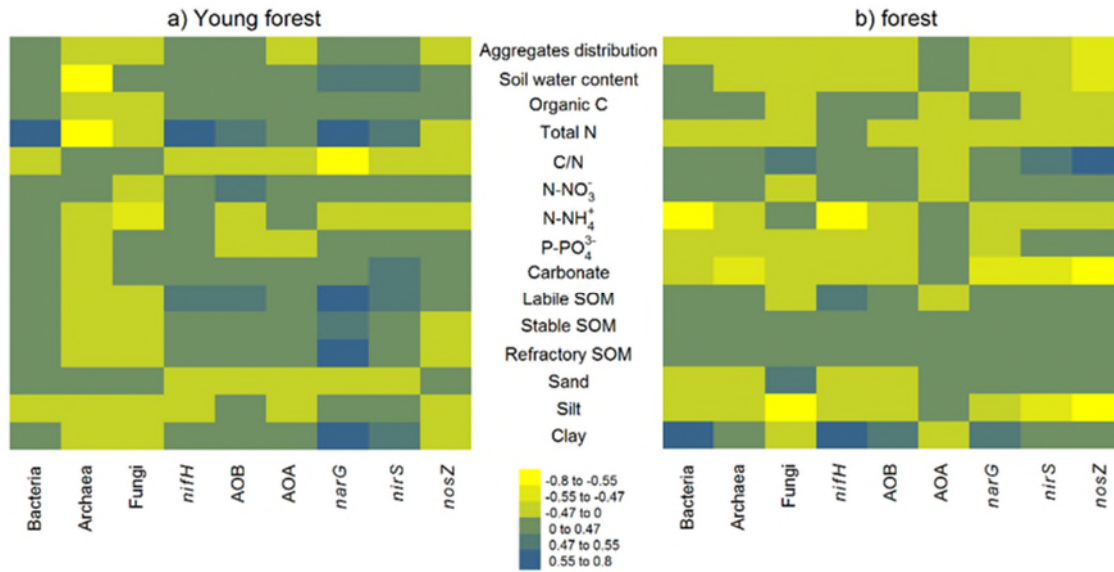 a) Young forest
b) forest
Aggregates distribution
Soil water content
Organic C
Total N
C/N
N-NO₃⁻
N-NH₄⁺
P-PO₄³⁻
Carbonate
Labile SOM
Stable SOM
Refractory SOM
Sand
Silt
Clay
Bacteria
Archaea
Fungi
nifH
AOB
AOA
narG
nirS
nosZ
-0.8 to -0.55
-0.55 to -0.47
-0.47 to 0
0 to 0.47
0.47 to 0.55
0.55 to 0.8
Bacteria
Archaea
Fungi
nifH
AOB
AOA
narG
nirS
nosZ